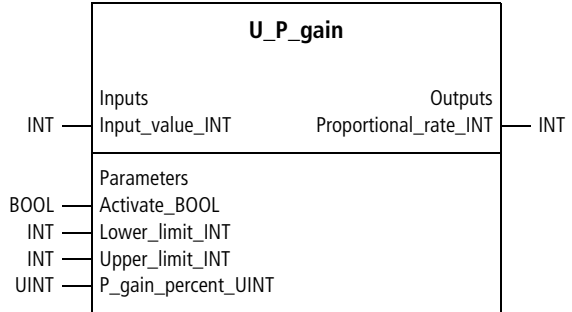 U_P_gain
Inputs Outputs
INT Input_value_INT Proportional_rate_INT INT
Parameters
BOOL Activate_BOOL
INT Lower_limit_INT
INT Upper_limit_INT
UINT P_gain_percent_UINT